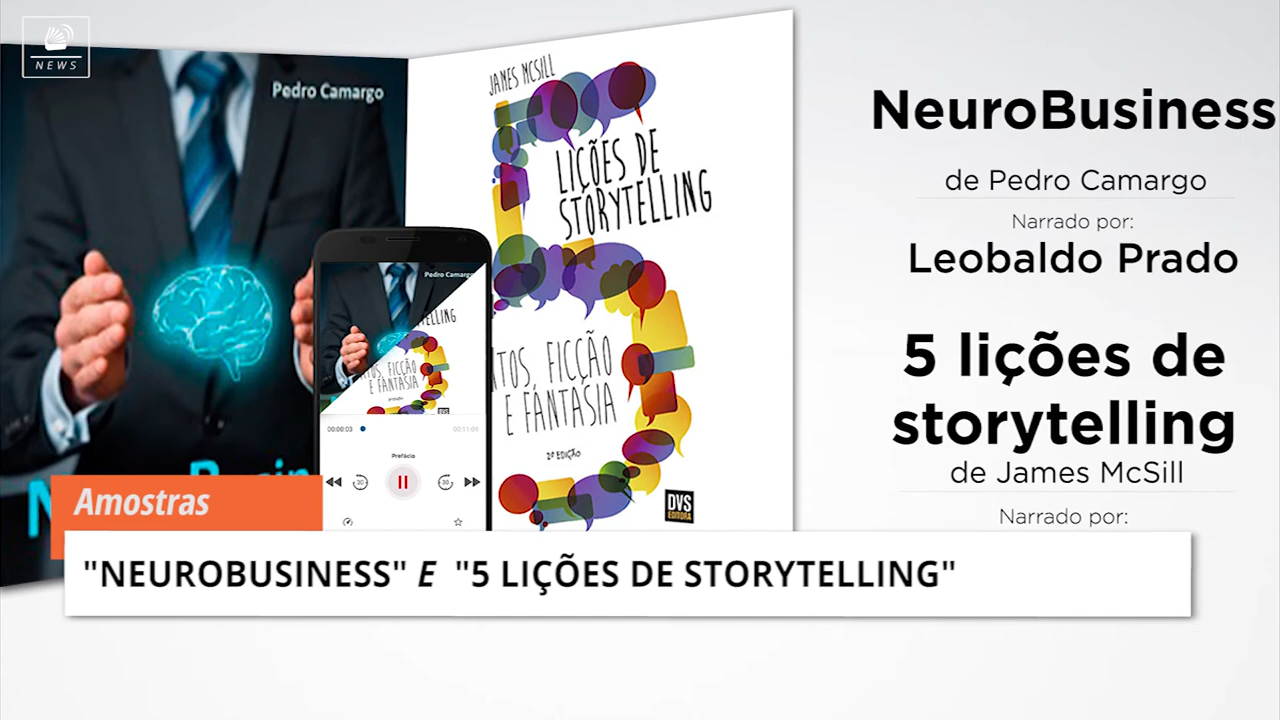 NEWS
Pedro Camargo
JAMES MCSILL
LIÇÕES DE
STORYTELLING
FICÇÃO
E FANTASIA
2ª EDIÇÃO
DVS
EDITORA
Pedro Camargo
FICÇÃO
E FANTASIA
00:00:03
00:11:09
Prefácio
30
NeuroBusiness
de Pedro Camargo
Narrado por:
Leobaldo Prado
5 lições de
storytelling
de James McSill
Narrado por:
Amostras
"NEUROBUSINESS" E "5 LIÇÕES DE STORYTELLING"